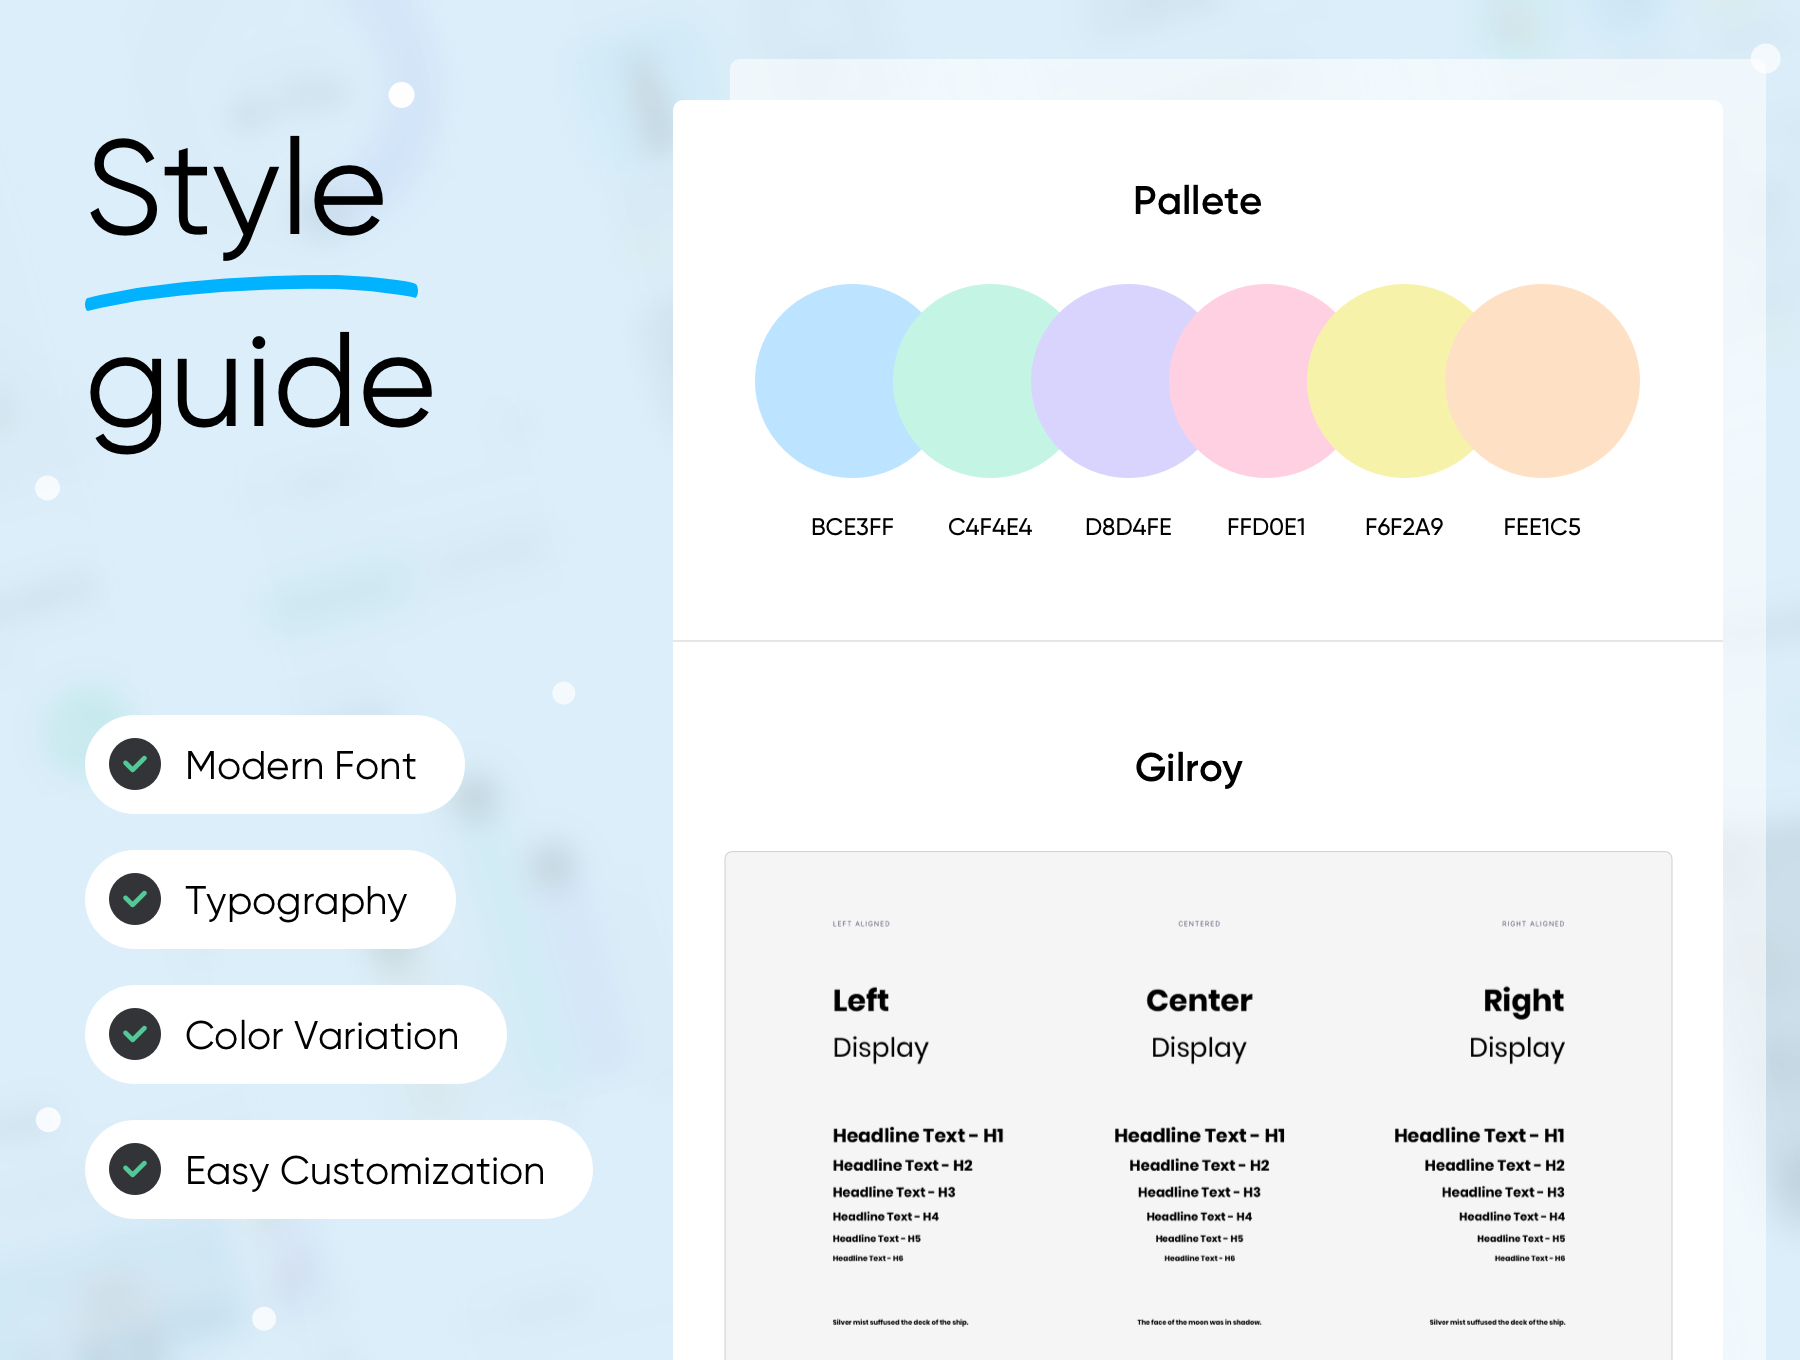 Style
guide
Modern Font
Typography
Color Variation
Easy Customization
Pallete
BCE3FF C4F4E4 D8D4FE FFD0E1 F6F2A9 FEE1C5
Gilroy
LEFT ALIGNED CENTERED RIGHT ALIGNED
Left Center Right
Display Display Display
Headline Text - H1 Headline Text - H1 Headline Text - H1
Headline Text - H2 Headline Text - H2 Headline Text - H2
Headline Text - H3 Headline Text - H3 Headline Text - H3
Headline Text - H4 Headline Text - H4 Headline Text - H4
Headline Text - H5 Headline Text - H5 Headline Text - H5
Headline Text - H6 Headline Text - H6 Headline Text - H6
Silver mist suffused the deck of the ship. The face of the moon was in shadow. Silver mist suffused the deck of the ship.